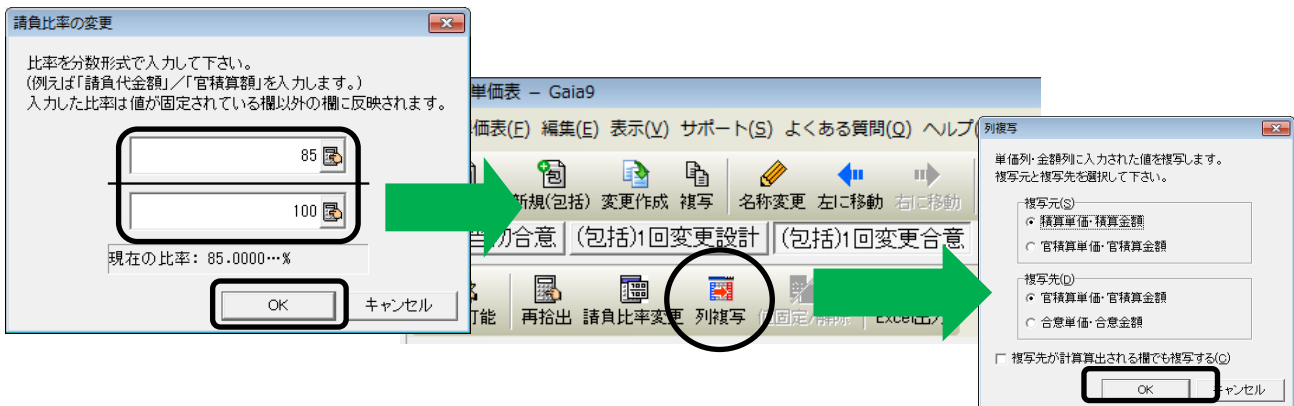 請負比率の変更
比率を分数形式で入力して下さい。
(例えば「請負代金額」／「官積算額」を入力します。)
入力した比率は値が固定されている欄以外の欄に反映されます。
85
100
現在の比率: 85.0000…%
OK キャンセル
単価表 - Gaia9
価表(F) 編集(E) 表示(V) サポート(S) よくある質問(Q) ヘルプ(
新規(包括) 変更作成 複写 名称変更 左に移動 右に移動
合意 (包括)1回変更設計 (包括)1回変更合意
可能 再拾出 請負比率変更 列複写 Excel出力
列複写
単価列・金額列に入力された値を複写します。
複写元と複写先を選択して下さい。
複写元(S)
積算単価・積算金額
官積算単価・官積算金額
複写先(D)
官積算単価・官積算金額
合意単価・合意金額
複写先が計算算出される欄でも複写する(C)
OK キャンセル